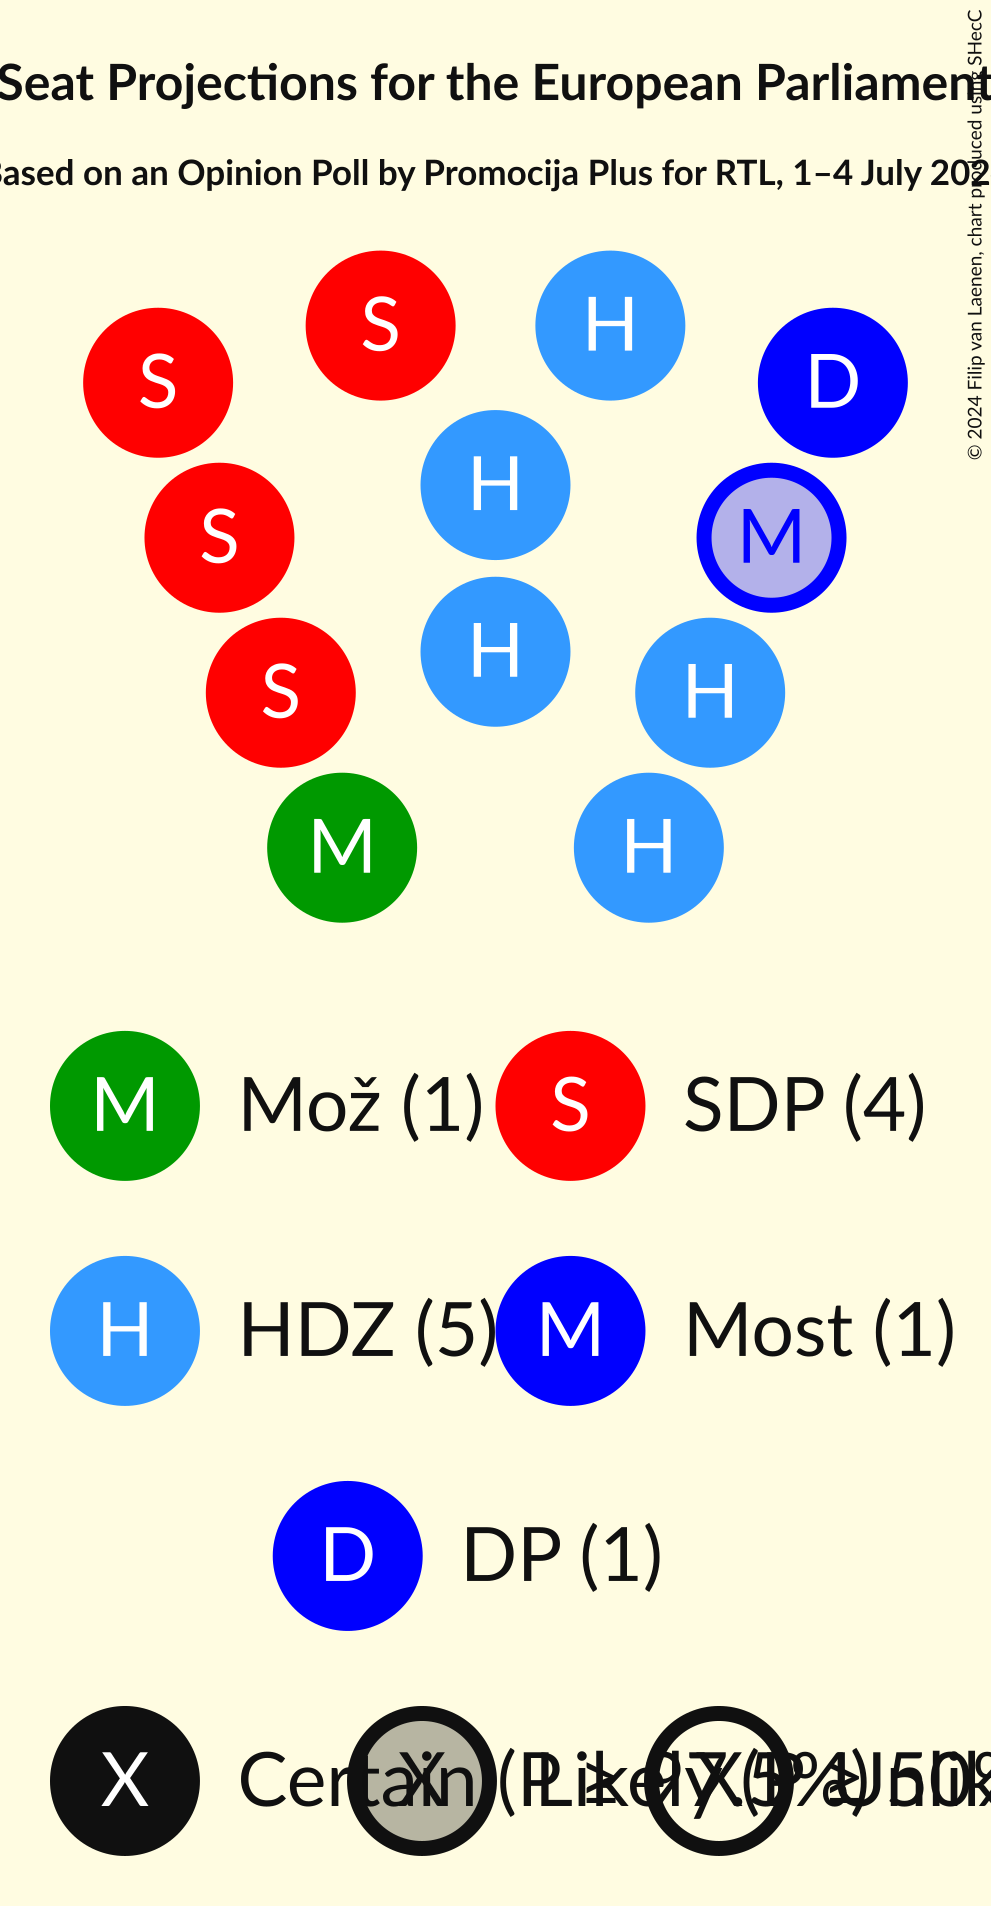 Seat Projections for the European Parliament
Based on an Opinion Poll by Promocija Plus for RTL, 1–4 July 202
© 2024 Filip van Laenen, chart produced using SHecC
S
H
S
D
H
S
M
H
S
H
M
H
M Mož (1)
S SDP (4)
H HDZ (5)
M Most (1)
D DP (1)
X Certain (P ≥ 97.5%)
X Likely (P ≥ 50%
X Unlik